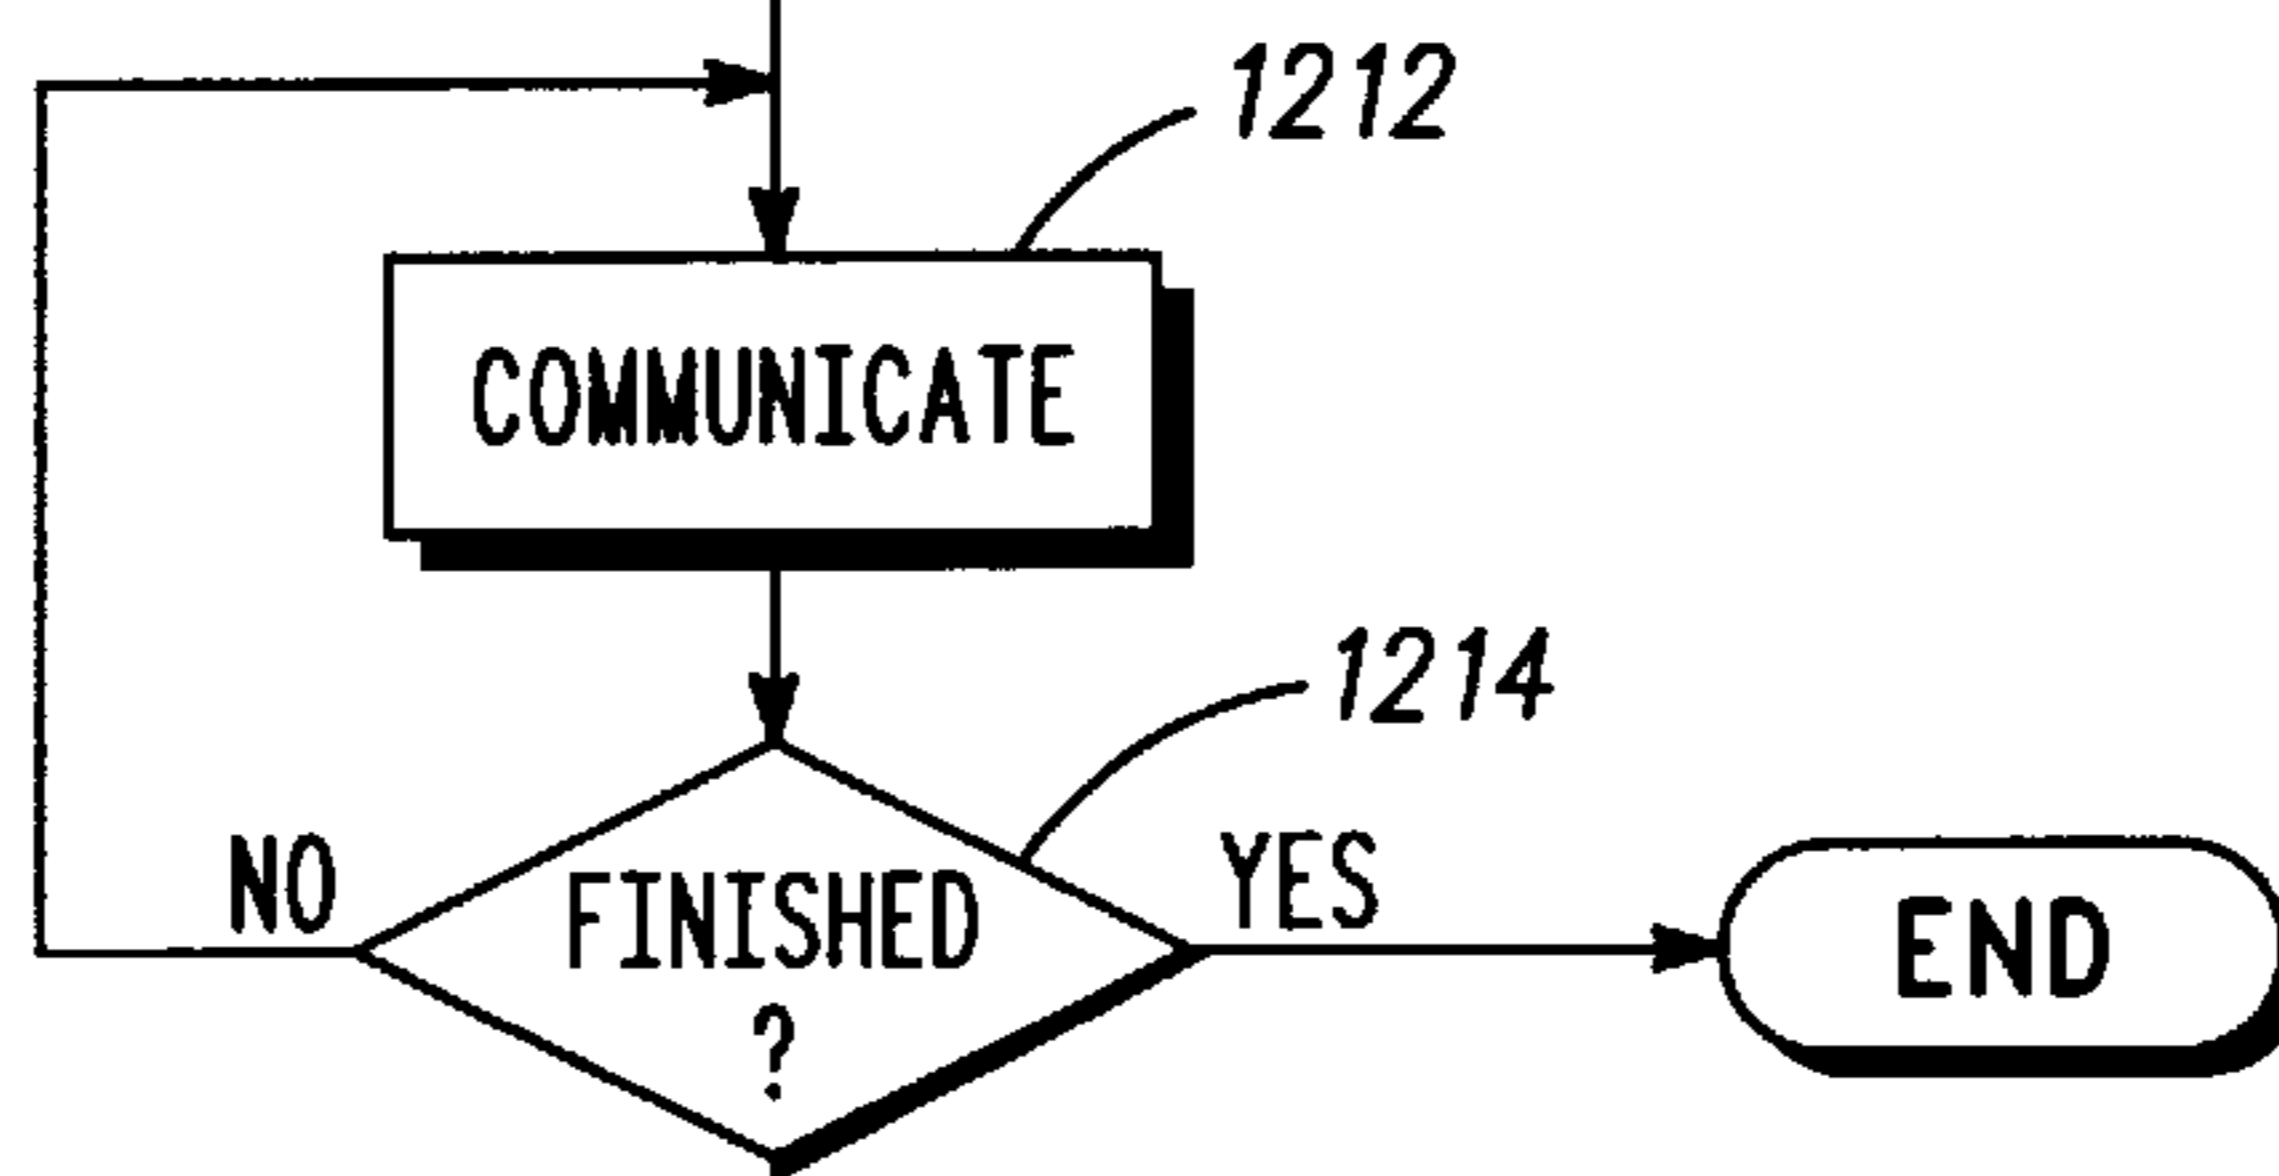 1212
COMMUNICATE
1214
NO
FINISHED
?
YES
END